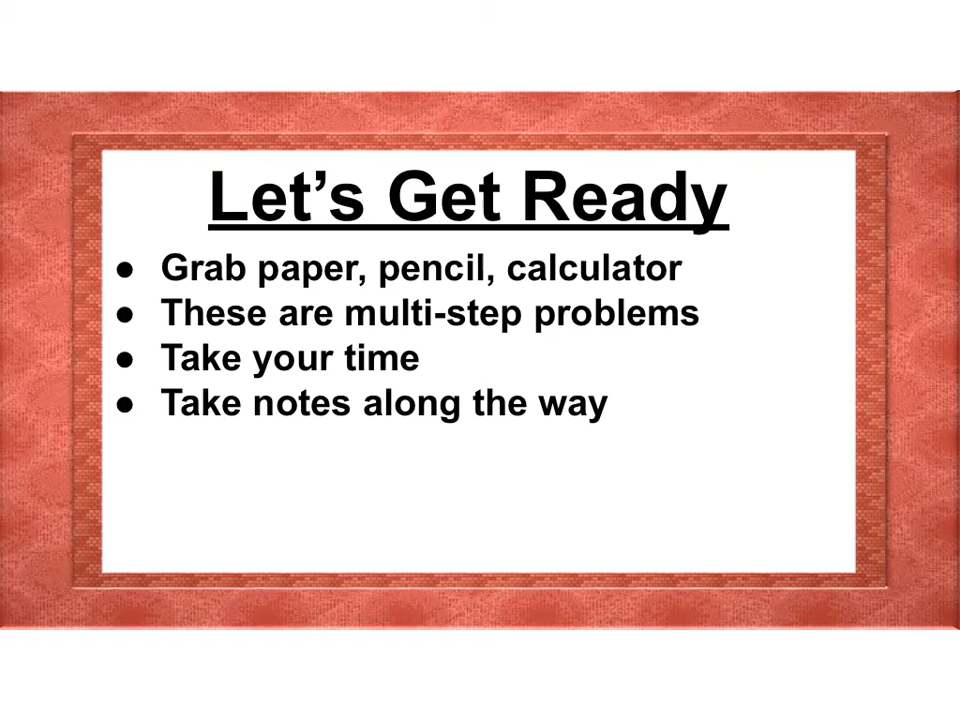 Let’s Get Ready
● Grab paper, pencil, calculator
● These are multi-step problems
● Take your time
● Take notes along the way